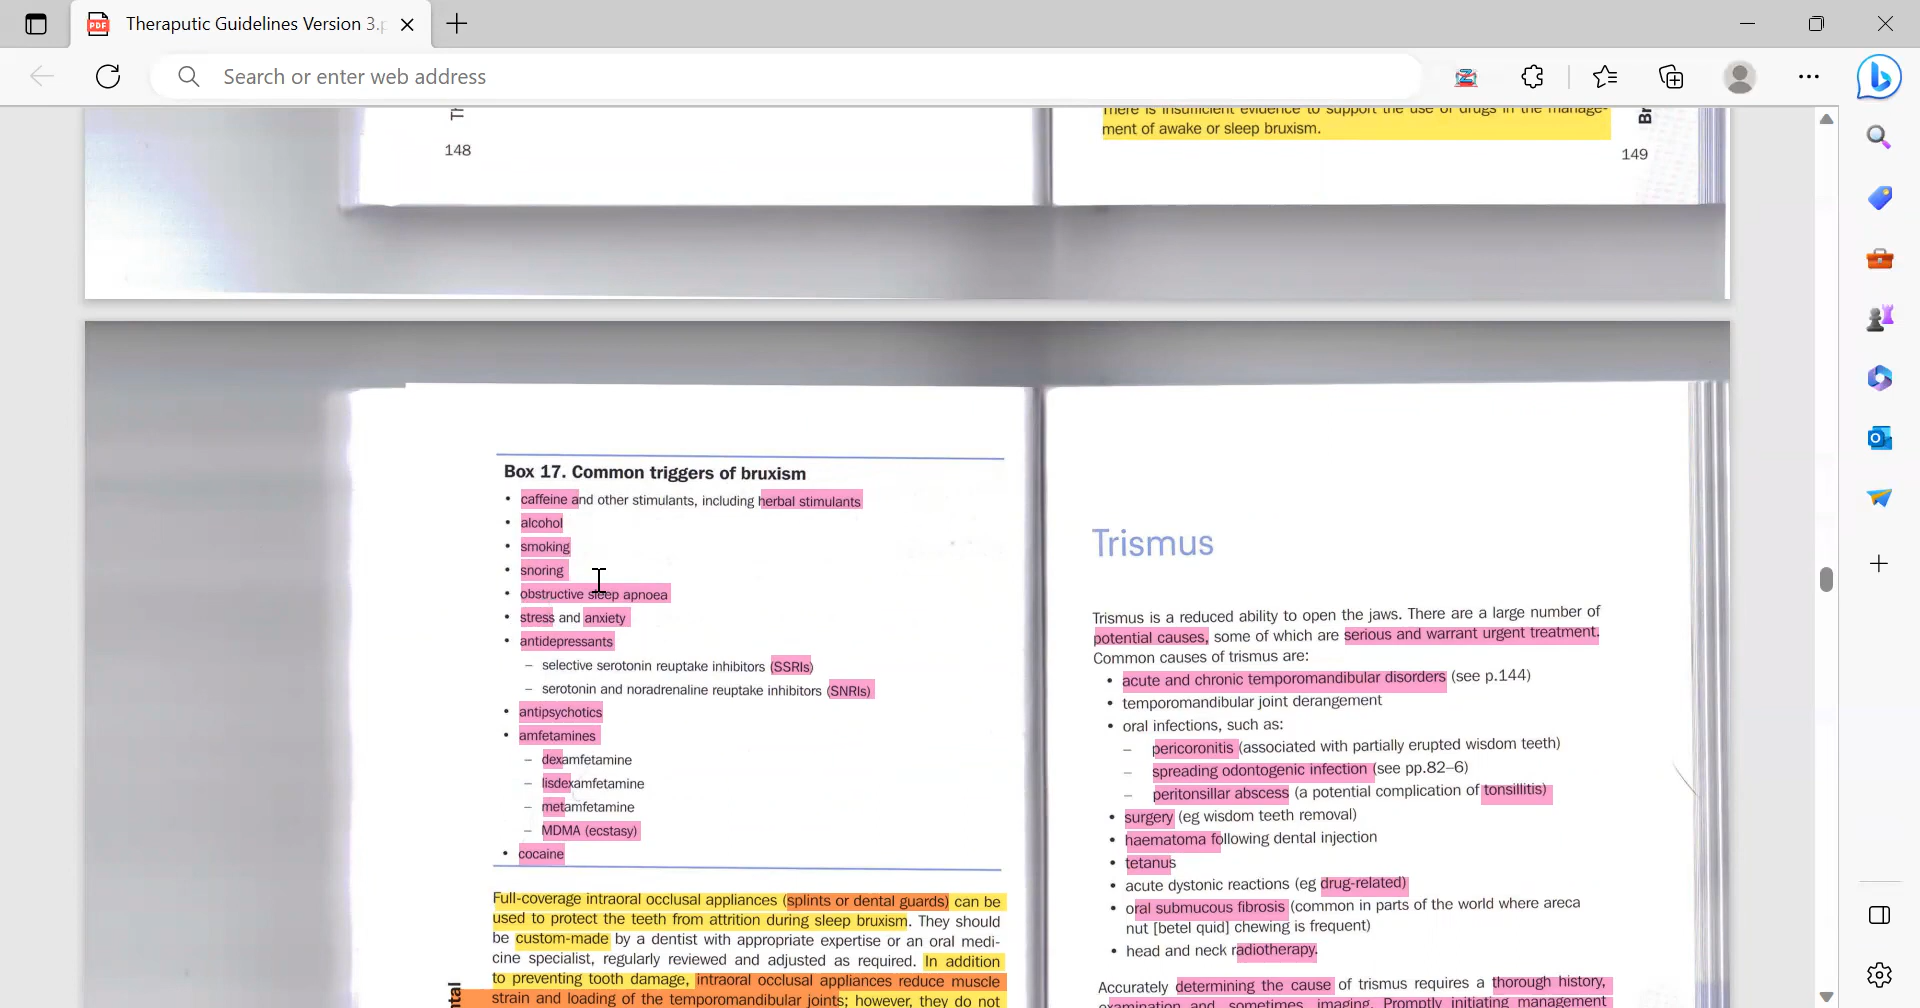 Theraputic Guidelines Version 3.p
Search or enter web address
148
There is insufficient evidence to support the use of drugs in the manage-
ment of awake or sleep bruxism.
149
Box 17. Common triggers of bruxism
• caffeine and other stimulants, including herbal stimulants
• alcohol
• smoking
• snoring
• obstructive sleep apnoea
• stress and anxiety
• antidepressants
– selective serotonin reuptake inhibitors (SSRIs)
– serotonin and noradrenaline reuptake inhibitors (SNRIs)
• antipsychotics
• amfetamines
– dexamfetamine
– lisdexamfetamine
– metamfetamine
– MDMA (ecstasy)
• cocaine
Full-coverage intraoral occlusal appliances (splints or dental guards) can be
used to protect the teeth from attrition during sleep bruxism. They should
be custom-made by a dentist with appropriate expertise or an oral medi-
cine specialist, regularly reviewed and adjusted as required. In addition
to preventing tooth damage, intraoral occlusal appliances reduce muscle
strain and loading of the temporomandibular joints; however, they do not
Trismus
Trismus is a reduced ability to open the jaws. There are a large number of
potential causes, some of which are serious and warrant urgent treatment.
Common causes of trismus are:
• acute and chronic temporomandibular disorders (see p.144)
• temporomandibular joint derangement
• oral infections, such as:
– pericoronitis (associated with partially erupted wisdom teeth)
– spreading odontogenic infection (see pp.82–6)
– peritonsillar abscess (a potential complication of tonsillitis)
• surgery (eg wisdom teeth removal)
• haematoma following dental injection
• tetanus
• acute dystonic reactions (eg drug-related)
• oral submucous fibrosis (common in parts of the world where areca
nut [betel quid] chewing is frequent)
• head and neck radiotherapy.
Accurately determining the cause of trismus requires a thorough history,
examination and sometimes imaging. Promptly initiating management